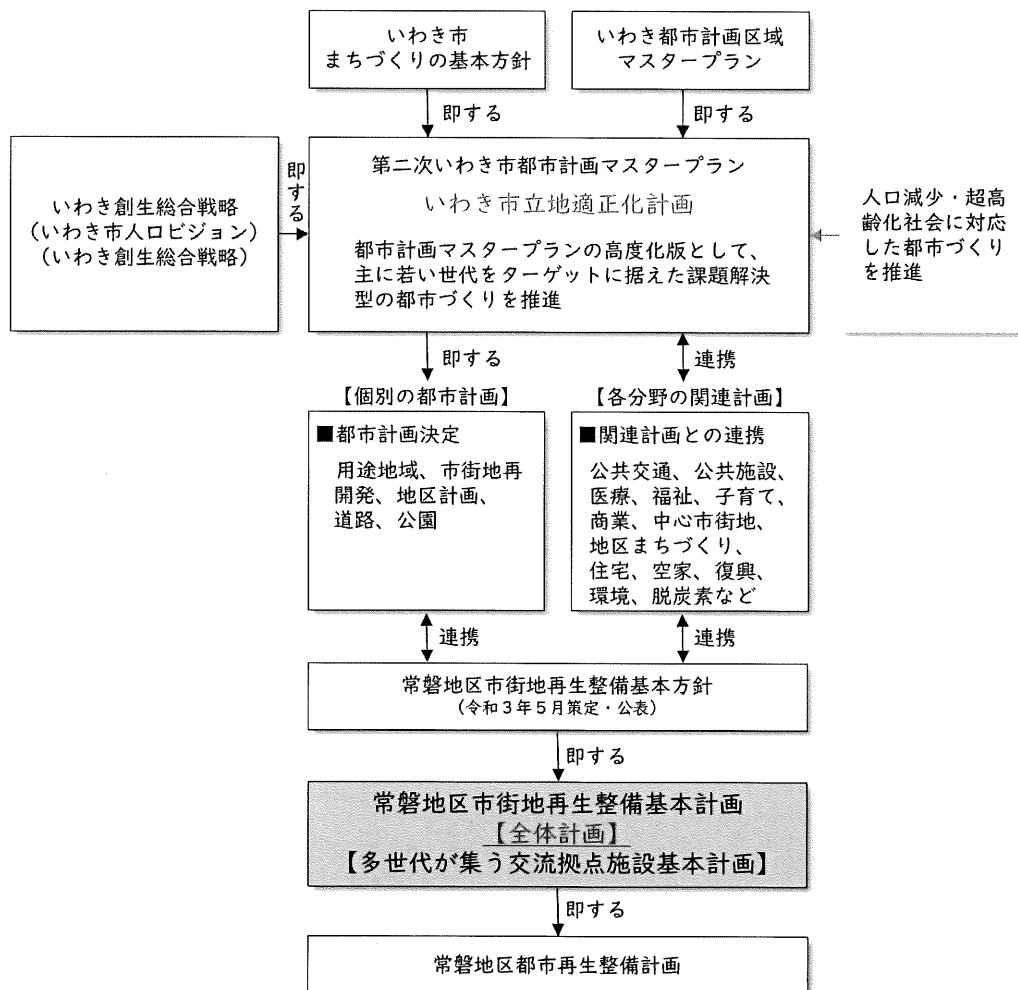 いわき市
まちづくりの基本方針
いわき都市計画区域
マスタープラン
即する
即する
いわき創生総合戦略
（いわき市人口ビジョン）
（いわき創生総合戦略）
即する
第二次いわき市都市計画マスタープラン
いわき市立地適正化計画
都市計画マスタープランの高度化版として、
主に若い世代をターゲットに据えた課題解決
型の都市づくりを推進
人口減少・超高
齢化社会に対応
した都市づくり
を推進
即する
連携
【個別の都市計画】
■都市計画決定
用途地域、市街地再
開発、地区計画、
道路、公園
【各分野の関連計画】
■関連計画との連携
公共交通、公共施設、
医療、福祉、子育て、
商業、中心市街地、
地区まちづくり、
住宅、空家、復興、
環境、脱炭素など
連携
連携
常磐地区市街地再生整備基本方針
（令和３年５月策定・公表）
即する
常磐地区市街地再生整備基本計画
【全体計画】
【多世代が集う交流拠点施設基本計画】
即する
常磐地区都市再生整備計画